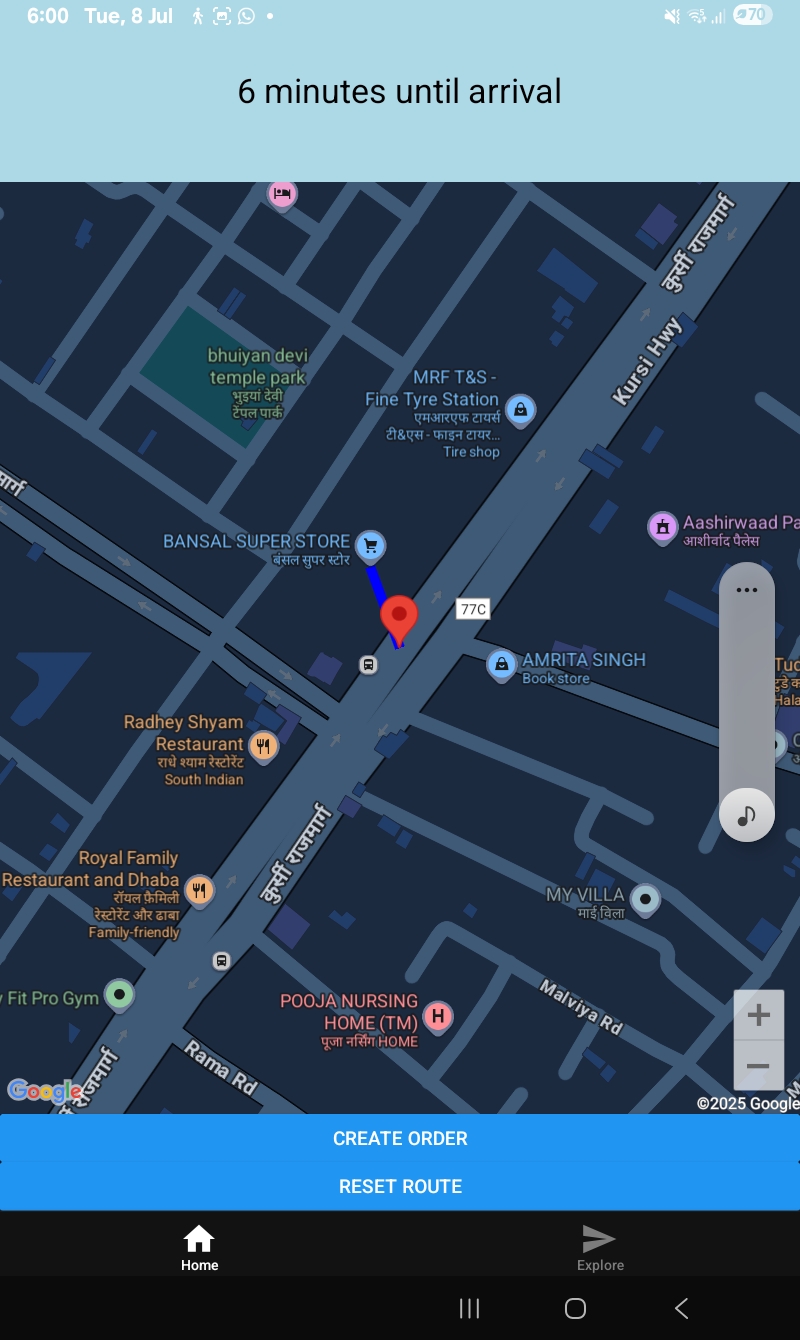 6:00 Tue, 8 Jul
70
6 minutes until arrival
कुर्सी राजमार्ग
Kursi Hwy
bhuiyan devi
temple park
भुइयां देवी
टेंपल पार्क
MRF T&S -
Fine Tyre Station
एमआरएफ टायर्स
टी&एस - फाइन टायर...
Tire shop
BANSAL SUPER STORE
बंसल सुपर स्टोर
Aashirwaad Pa
आशीर्वाद पैलेस
77C
AMRITA SINGH
Book store
Radhey Shyam
Restaurant
राधे श्याम रेस्टोरेंट
South Indian
कुर्सी राजमार्ग
Royal Family
Restaurant and Dhaba
रॉयल फ़ैमिली
रेस्टोरेंट और ढाबा
Family-friendly
MY VILLA
माई विला
Fit Pro Gym
POOJA NURSING
HOME (TM)
पूजा नर्सिंग HOME
Malviya Rd
Rama Rd
राजमार्ग
Google
©2025 Google
CREATE ORDER
RESET ROUTE
Home
Explore